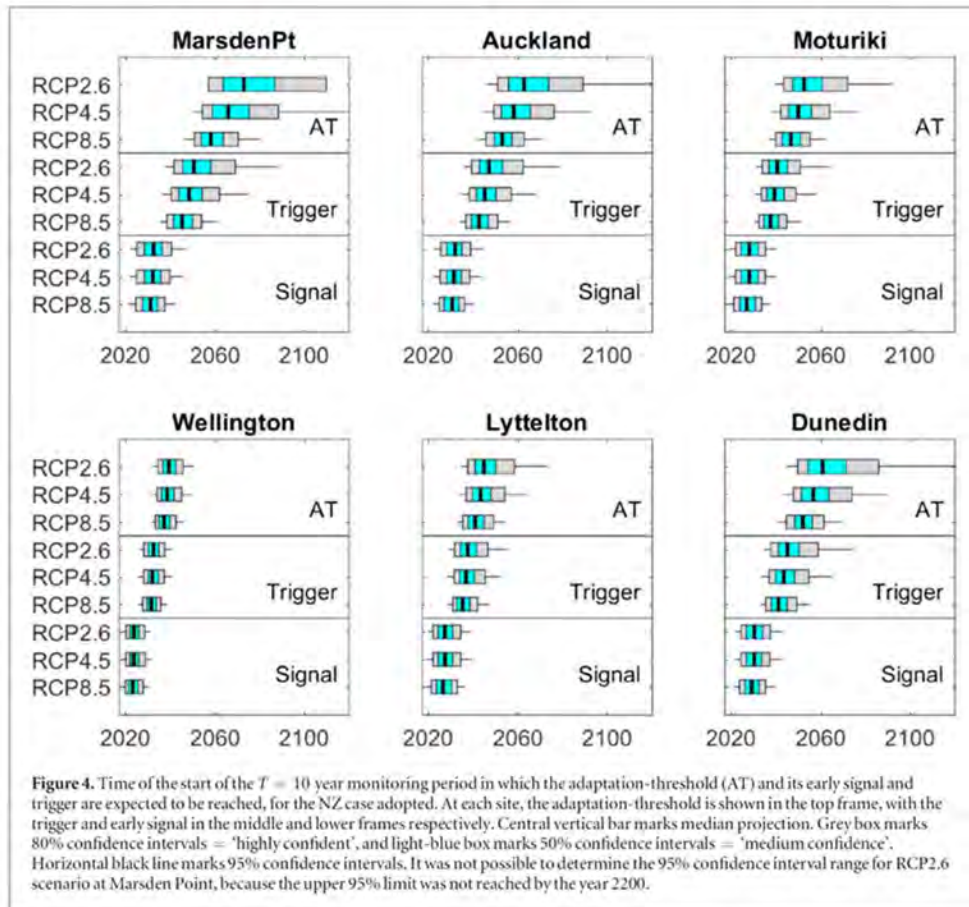 MarsdenPt Auckland Moturiki
RCP2.6
RCP4.5
RCP8.5
AT AT AT
RCP2.6
RCP4.5
RCP8.5
Trigger Trigger Trigger
RCP2.6
RCP4.5
RCP8.5
Signal Signal Signal
2020 2060 2100 2020 2060 2100 2020 2060 2100
Wellington Lyttelton Dunedin
RCP2.6
RCP4.5
RCP8.5
AT AT AT
RCP2.6
RCP4.5
RCP8.5
Trigger Trigger Trigger
RCP2.6
RCP4.5
RCP8.5
Signal Signal Signal
2020 2060 2100 2020 2060 2100 2020 2060 2100
Figure 4. Time of the start of the T = 10 year monitoring period in which the adaptation-threshold (AT) and its early signal and
trigger are expected to be reached, for the NZ case adopted. At each site, the adaptation-threshold is shown in the top frame, with the
trigger and early signal in the middle and lower frames respectively. Central vertical bar marks median projection. Grey box marks
80% confidence intervals = 'highly confident', and light-blue box marks 50% confidence intervals = 'medium confidence'.
Horizontal black line marks 95% confidence intervals. It was not possible to determine the 95% confidence interval range for RCP2.6
scenario at Marsden Point, because the upper 95% limit was not reached by the year 2200.